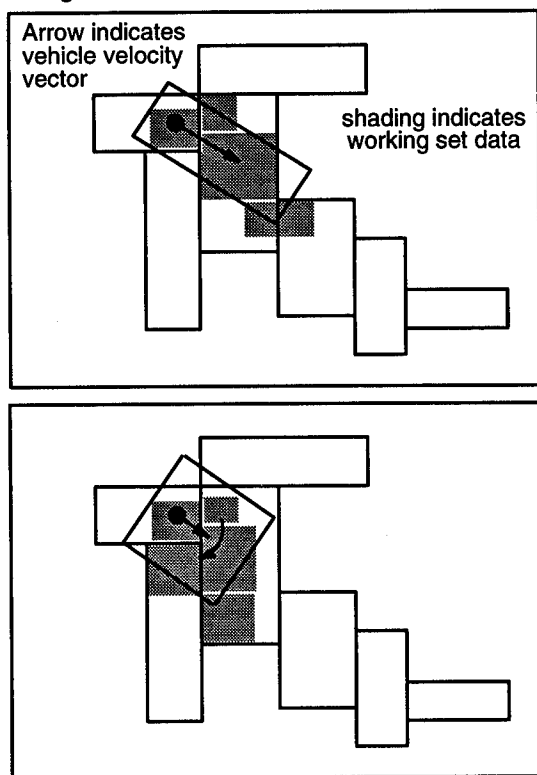 Arrow indicates
vehicle velocity
vector
shading indicates
working set data